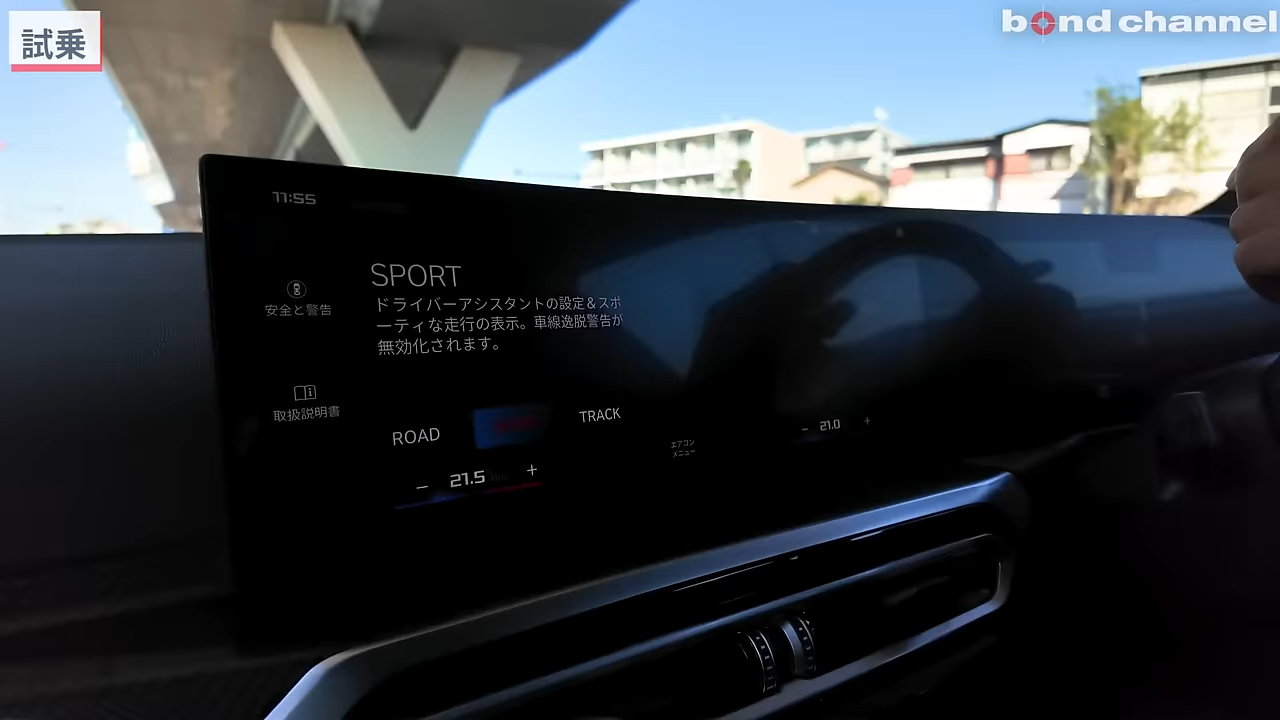 試乗
bond channel
11:55
安全と警告
SPORT
ドライバーアシスタントの設定&スポ
ーティな走行の表示。車線逸脱警告が
無効化されます。
取扱説明書
ROAD
TRACK
− 21.5 +
エアコン
メニュー
− 21.0 +